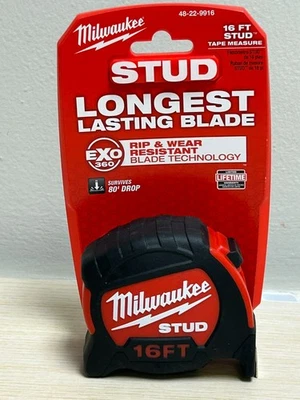 48-22-9916
Milwaukee
16 FT
STUD™
TAPE MEASURE
STUD
LONGEST
LASTING BLADE
EXO
360
RIP & WEAR
RESISTANT
BLADE TECHNOLOGY
SURVIVES
80' DROP
LIFETIME
Milwaukee
STUD
16FT